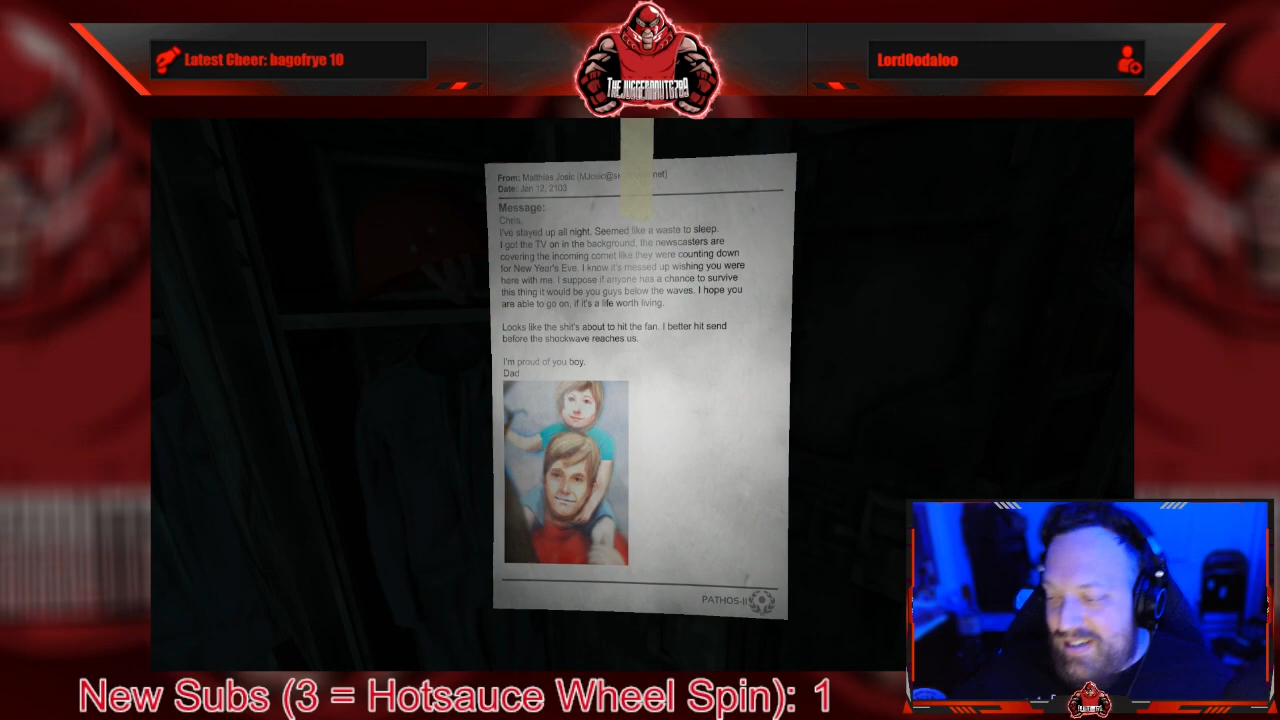 Latest Cheer: bagofrye 10
THEJUGGERNAUT6789
LordOodaloo
From: Matthias Josic (MJosic@
net)
Date: Jan 12, 2103
Message:
Chris,
I've stayed up all night. Seemed like a waste to sleep.
I got the TV on in the background, the newscasters are
covering the incoming comet like they were counting down
for New Year's Eve. I know it's messed up wishing you were
here with me. I suppose if anyone has a chance to survive
this thing it would be you guys below the waves. I hope you
are able to go on, if it's a life worth living.
Looks like the shit's about to hit the fan. I better hit send
before the shockwave reaches us.
I'm proud of you boy.
Dad
PATHOS-II
New Subs (3 = Hotsauce Wheel Spin): 1